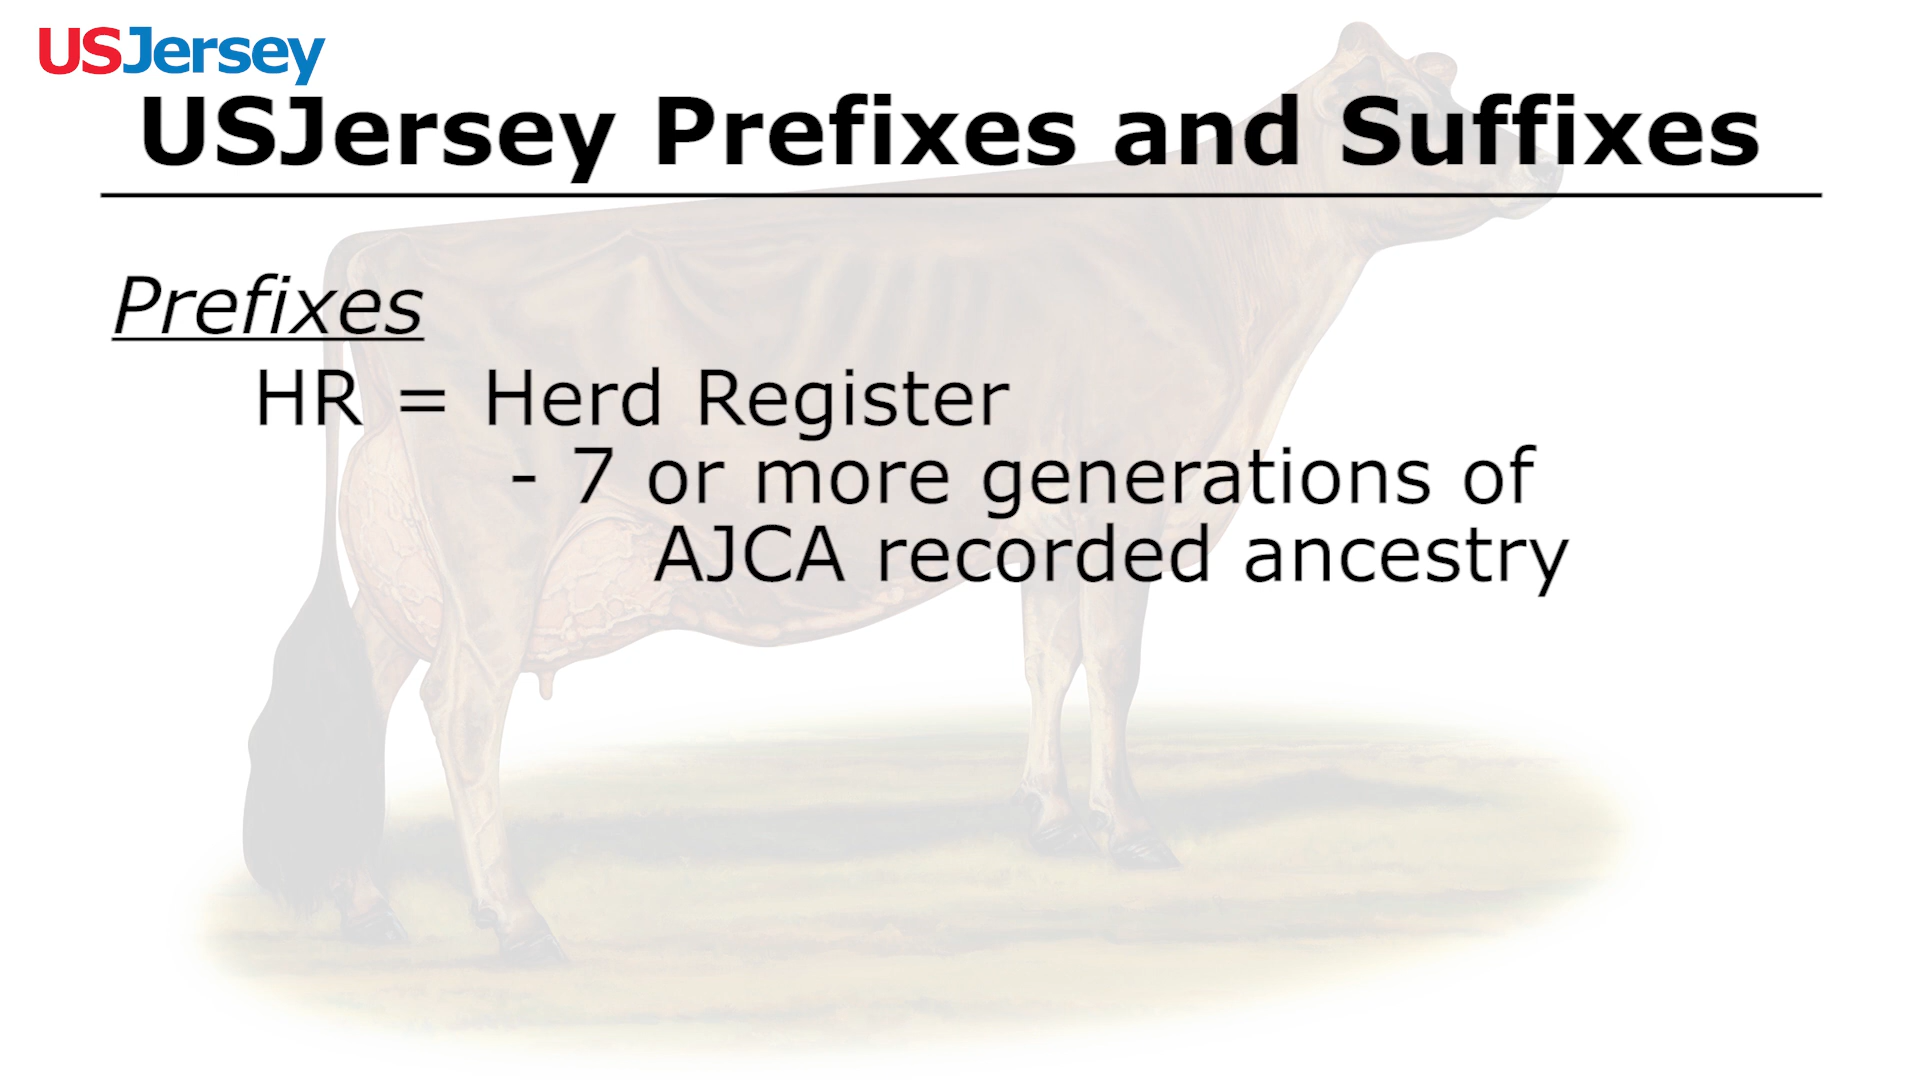 USJersey
USJersey Prefixes and Suffixes
Prefixes
HR = Herd Register
- 7 or more generations of
AJCA recorded ancestry